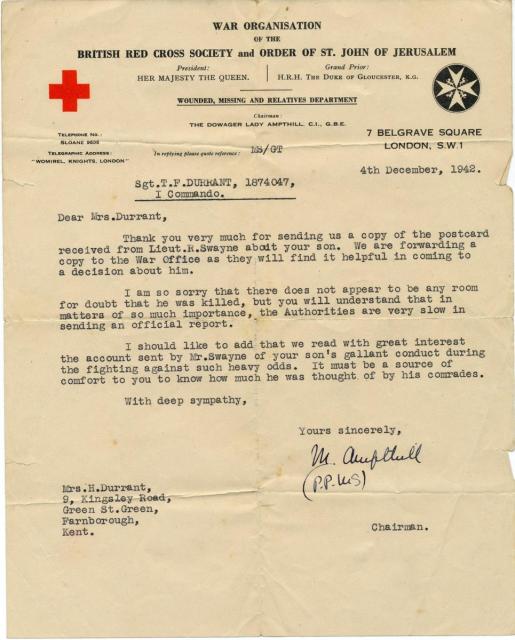 WAR ORGANISATION
OF THE
BRITISH RED CROSS SOCIETY and ORDER OF ST. JOHN OF JERUSALEM
President:
HER MAJESTY THE QUEEN.
Grand Prior:
H.R.H. THE DUKE OF GLOUCESTER, K.G.
WOUNDED, MISSING AND RELATIVES DEPARTMENT
Chairman:
THE DOWAGER LADY AMPTHILL, C.I., G.B.E.
TELEPHONE NO.:
SLOANE 9696
TELEGRAPHIC ADDRESS:
"WOMIREL, KNIGHTS, LONDON"
In replying please quote reference: MS/GT
7 BELGRAVE SQUARE
LONDON, S.W.1
4th December, 1942.
Sgt.T.F.DURRANT, 1874047,
I Commando.
Dear Mrs.Durrant,
Thank you very much for sending us a copy of the postcard
received from Lieut.R.Swayne about your son. We are forwarding a
copy to the War Office as they will find it helpful in coming to
a decision about him.
I am so sorry that there does not appear to be any room
for doubt that he was killed, but you will understand that in
matters of so much importance, the Authorities are very slow in
sending an official report.
I should like to add that we read with great interest
the account sent by Mr.Swayne of your son's gallant conduct during
the fighting against such heavy odds. It must be a source of
comfort to you to know how much he was thought of by his comrades.
With deep sympathy,
Yours sincerely,
M. Ampthill
(P.P. MS)
Chairman.
Mrs.H.Durrant,
9, Kingsley Road,
Green St.Green,
Farnborough,
Kent.